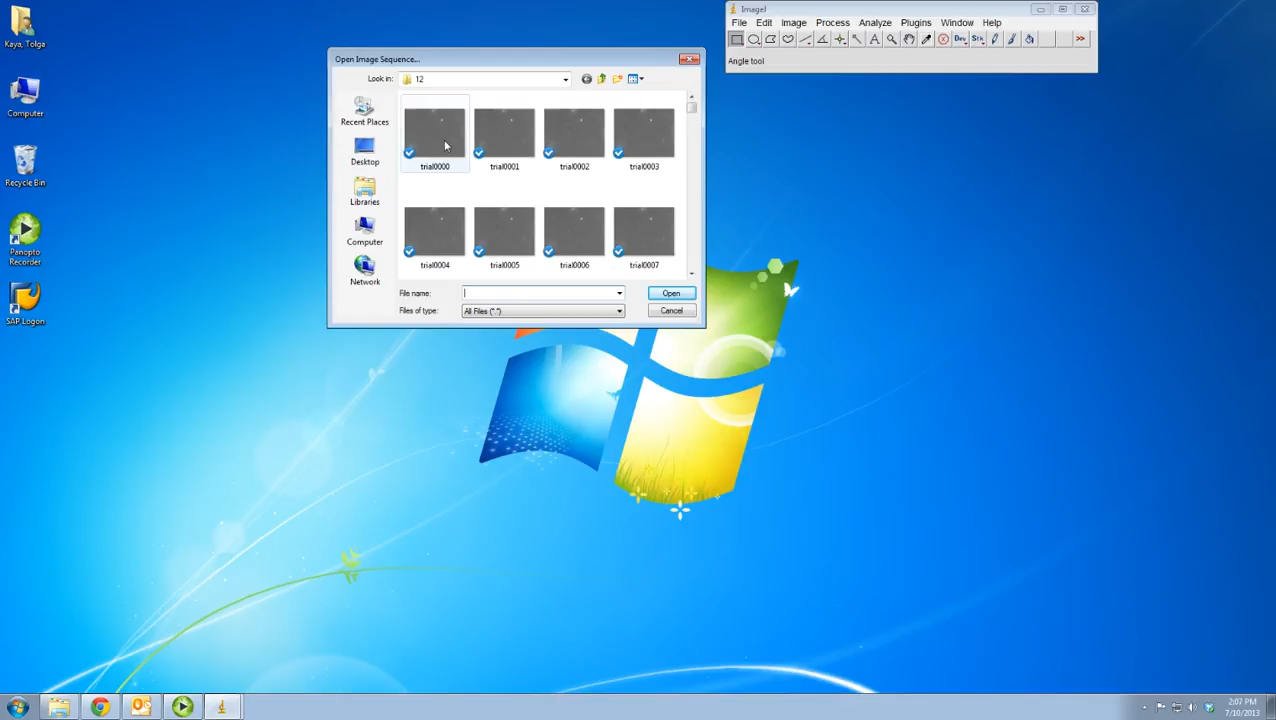 Kaya, Tolga
Computer
Recycle Bin
Panopto
Recorder
SAP Logon
Open Image Sequence...
Look in:
12
Recent Places
Desktop
Libraries
Computer
Network
trial0000
trial0001
trial0002
trial0003
trial0004
trial0005
trial0006
trial0007
File name:
Open
Files of type:
All Files (*.*)
Cancel
ImageJ
File Edit Image Process Analyze Plugins Window Help
Dev Stk >>
Angle tool
2:07 PM
7/10/2013